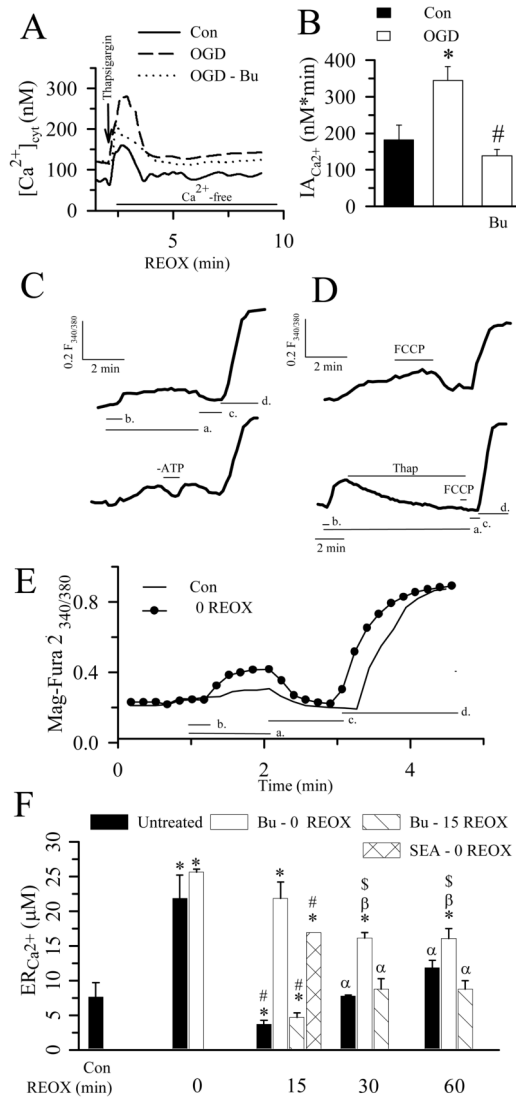 A
Con
OGD
OGD - Bu
Thapsigargin
[Ca2+]cyt (nM)
300
250
200
150
100
50
0
Ca2+-free
5
10
REOX (min)
B
Con
OGD
IACa2+ (nM*min)
400
300
200
100
0
*
#
Bu
C
0.2 F340/380
2 min
b.
a.
c.
d.
-ATP
D
0.2 F340/380
2 min
FCCP
Thap
FCCP
b.
a.
c.
d.
2 min
E
Con
0 REOX
Mag-Fura 2 340/380
0.8
0.4
0.0
b.
a.
c.
d.
0 2 4
Time (min)
F
Untreated Bu - 0 REOX Bu - 15 REOX
SEA - 0 REOX
ERCa2+ (μM)
30
25
20
15
10
5
0
* *
# * * # * # *
α $ β * α
α $ β * α
Con
REOX (min) 0 15 30 60